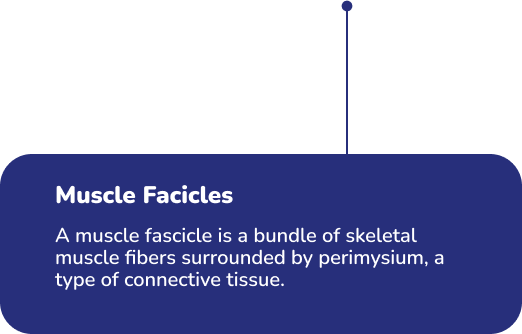 Muscle Facicles
A muscle fascicle is a bundle of skeletal
muscle fibers surrounded by perimysium, a
type of connective tissue.